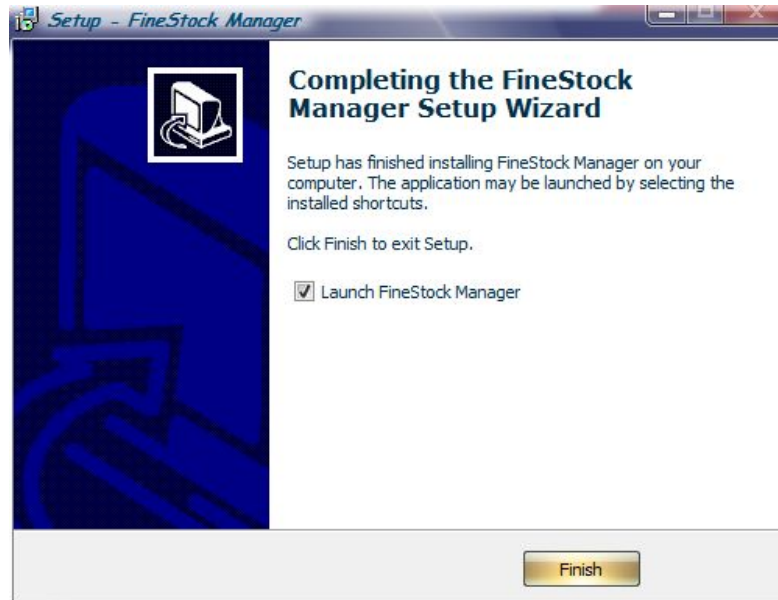 Setup - FineStock Manager
Completing the FineStock
Manager Setup Wizard
Setup has finished installing FineStock Manager on your
computer. The application may be launched by selecting the
installed shortcuts.
Click Finish to exit Setup.
Launch FineStock Manager
Finish